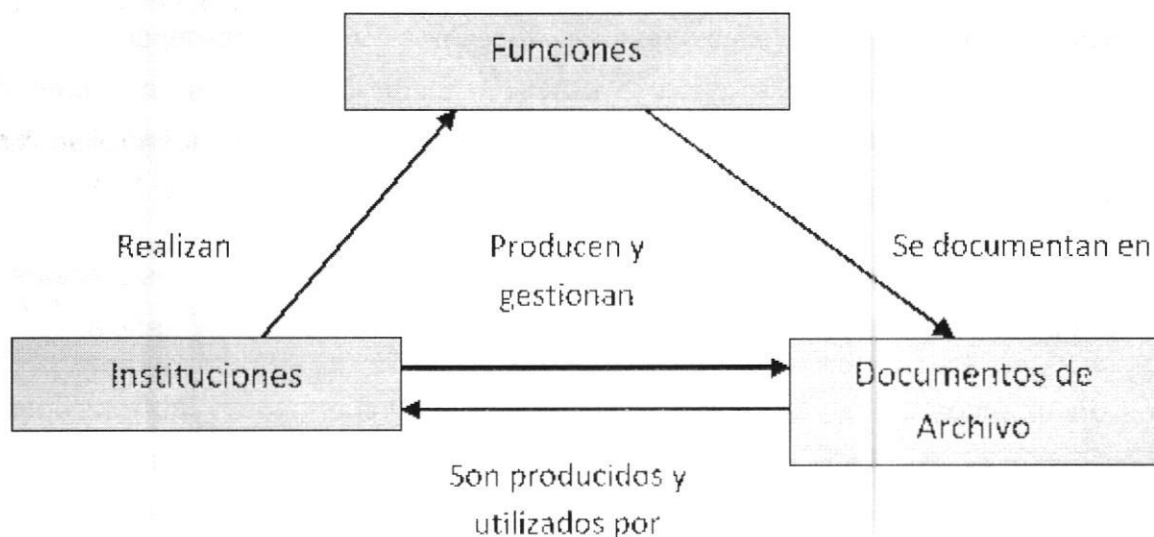 Funciones
Realizan
Producen y
gestionan
Se documentan en
Instituciones
Documentos de
Archivo
Son producidos y
utilizados por